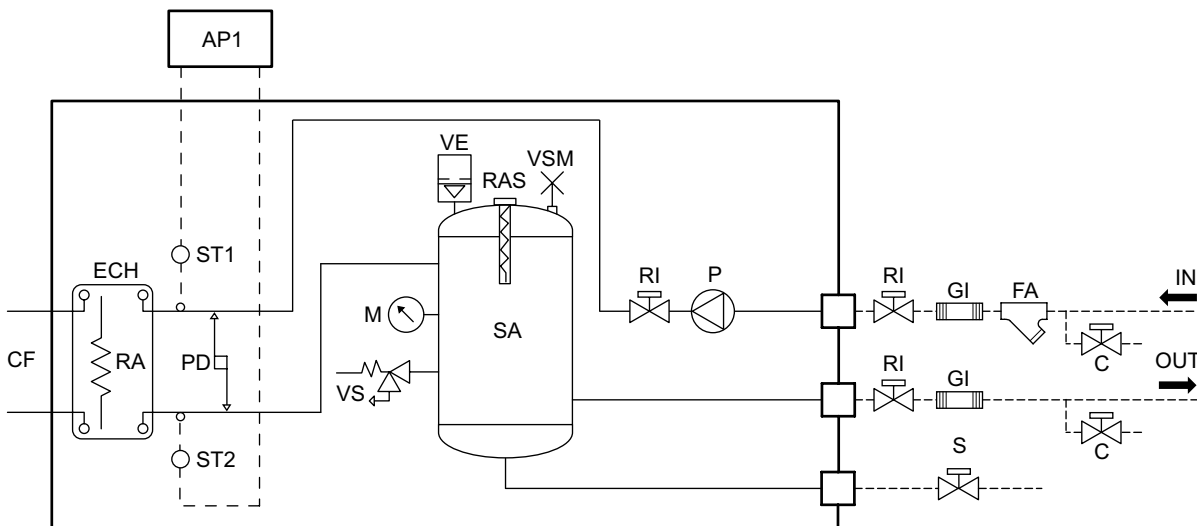 AP1
VE
VSM
RAS
ST1
ECH
RI
P
RI
GI
FA
IN
M
SA
CF
RA
PD
C
OUT
VS
RI
GI
C
ST2
S